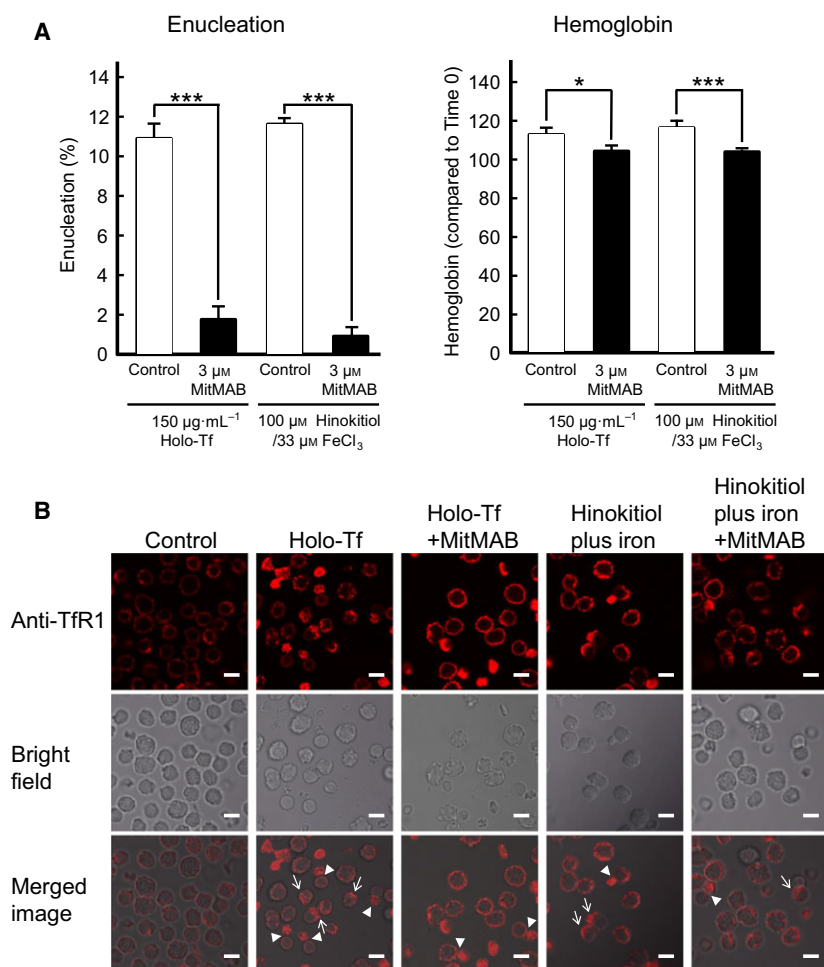 A
Enucleation
Enucleation (%)
14
12
10
8
6
4
2
0
***
***
Control
3 μM
MitMAB
Control
3 μM
MitMAB
150 μg·mL⁻¹
Holo-Tf
100 μM Hinokitiol
/33 μM FeCl₃
Hemoglobin
Hemoglobin (compared to Time 0)
140
120
100
80
60
40
20
0
*
***
Control
3 μM
MitMAB
Control
3 μM
MitMAB
150 μg·mL⁻¹
Holo-Tf
100 μM Hinokitiol
/33 μM FeCl₃
B
Control
Holo-Tf
Holo-Tf
+MitMAB
Hinokitiol
plus iron
Hinokitiol
plus iron
+MitMAB
Anti-TfR1
Bright
field
Merged
image